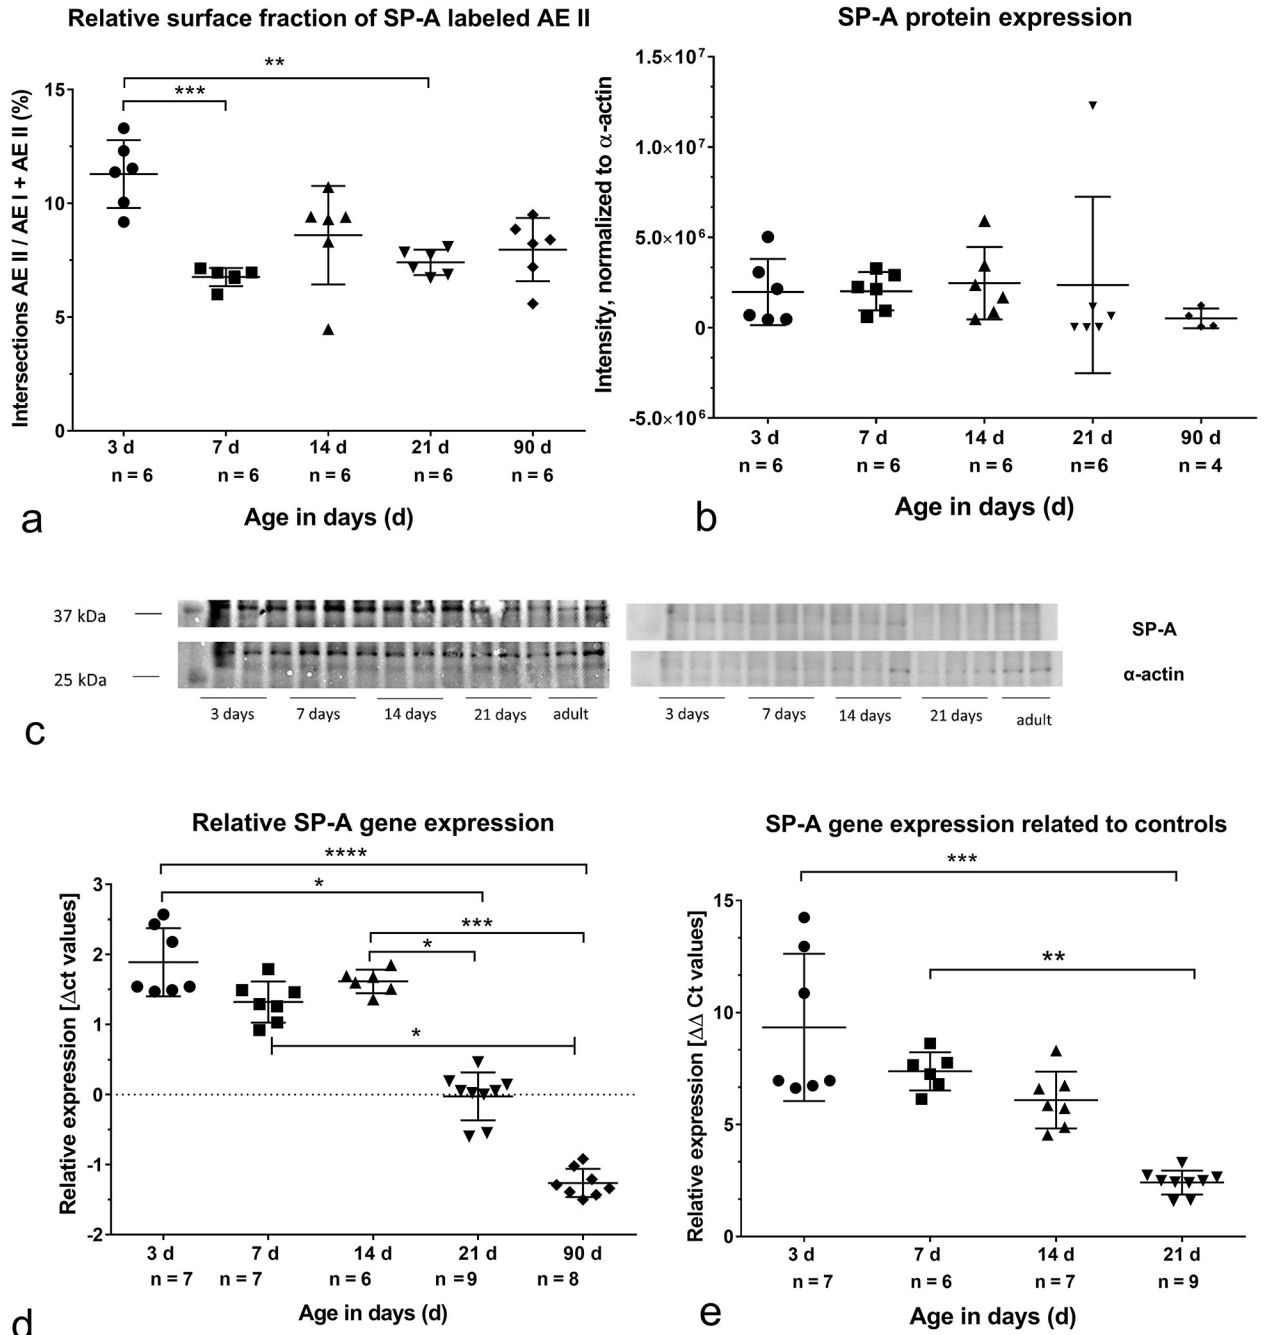 Relative surface fraction of SP-A labeled AE II
Intersections AE II / AE I + AE II (%)
**
***
15
10
5
0
3 d 7 d 14 d 21 d 90 d
n = 6 n = 6 n = 6 n = 6 n = 6
Age in days (d)
a
SP-A protein expression
Intensity, normalized to α-actin
1.5×10⁷
1.0×10⁷
5.0×10⁶
0
-5.0×10⁶
3 d 7 d 14 d 21 d 90 d
n = 6 n = 6 n = 6 n=6 n = 4
Age in days (d)
b
37 kDa
SP-A
25 kDa
α-actin
3 days 7 days 14 days 21 days adult
3 days 7 days 14 days 21 days adult
c
Relative SP-A gene expression
Relative expression [Δct values]
****
*
***
*
*
3
2
1
0
-1
-2
3 d 7 d 14 d 21 d 90 d
n = 7 n = 7 n = 6 n =9 n = 8
Age in days (d)
d
SP-A gene expression related to controls
Relative expression [ΔΔ Ct values]
***
**
15
10
5
0
3 d 7 d 14 d 21 d
n = 7 n = 6 n = 7 n = 9
Age in days (d)
e